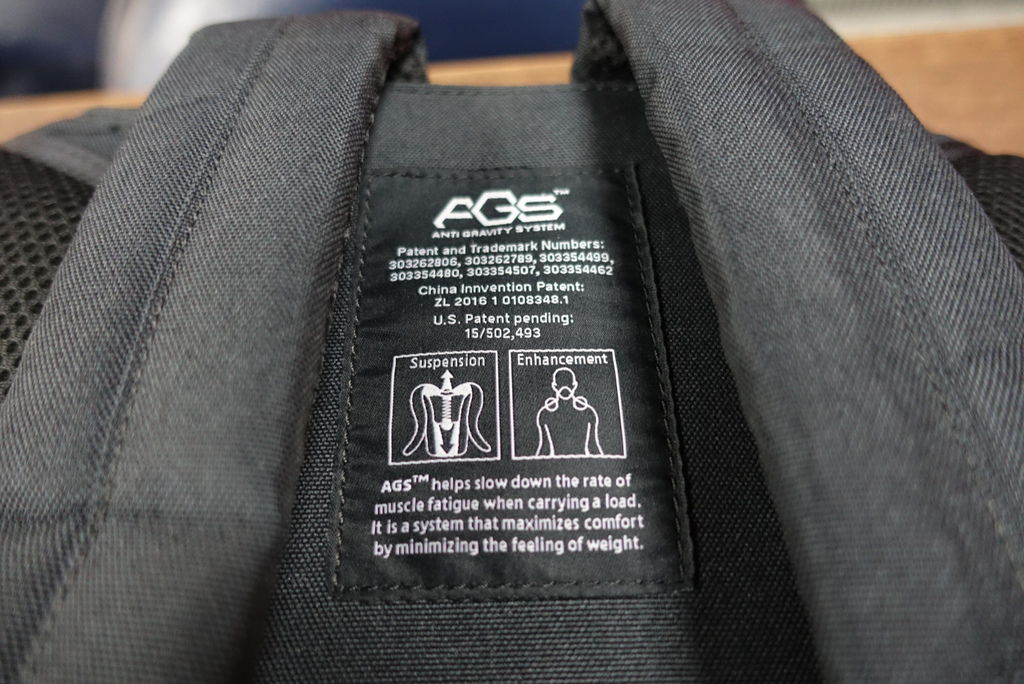 AGS™
ANTI GRAVITY SYSTEM
Patent and Trademark Numbers:
303262806, 303262789, 303354499,
303354480, 303354507, 303354462
China Innvention Patent:
ZL 2016 1 0108348.1
U.S. Patent pending:
15/502,493
Suspension Enhancement
AGS™ helps slow down the rate of
muscle fatigue when carrying a load.
It is a system that maximizes comfort
by minimizing the feeling of weight.